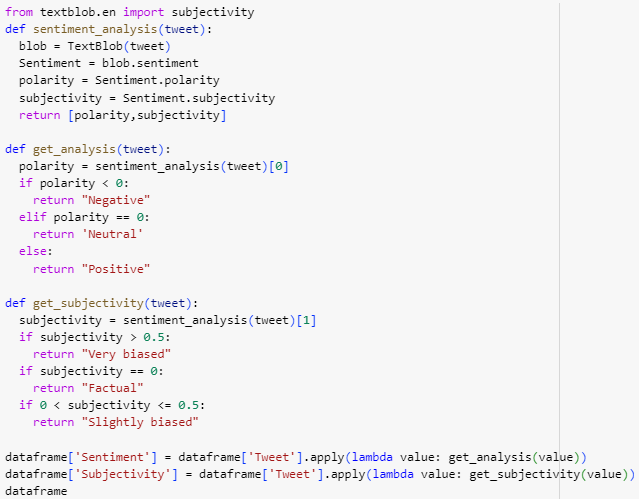 from textblob.en import subjectivity
def sentiment_analysis(tweet):
  blob = TextBlob(tweet)
  Sentiment = blob.sentiment
  polarity = Sentiment.polarity
  subjectivity = Sentiment.subjectivity
  return [polarity,subjectivity]

def get_analysis(tweet):
  polarity = sentiment_analysis(tweet)[0]
  if polarity < 0:
    return "Negative"
  elif polarity == 0:
    return 'Neutral'
  else:
    return "Positive"

def get_subjectivity(tweet):
  subjectivity = sentiment_analysis(tweet)[1]
  if subjectivity > 0.5:
    return "Very biased"
  if subjectivity == 0:
    return "Factual"
  if 0 < subjectivity <= 0.5:
    return "Slightly biased"

dataframe['Sentiment'] = dataframe['Tweet'].apply(lambda value: get_analysis(value))
dataframe['Subjectivity'] = dataframe['Tweet'].apply(lambda value: get_subjectivity(value))
dataframe